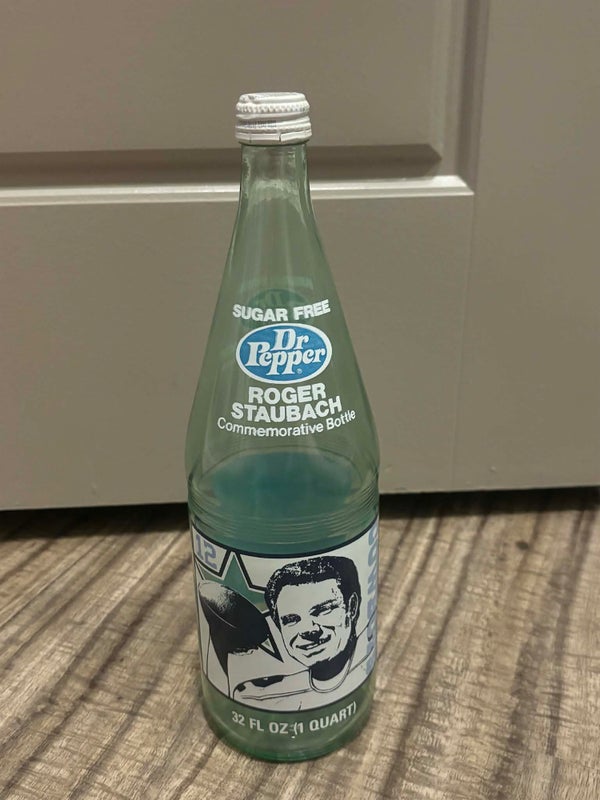 SUGAR FREE
Dr
Pepper
ROGER
STAUBACH
Commemorative Bottle
12
32 FL OZ (1 QUART)